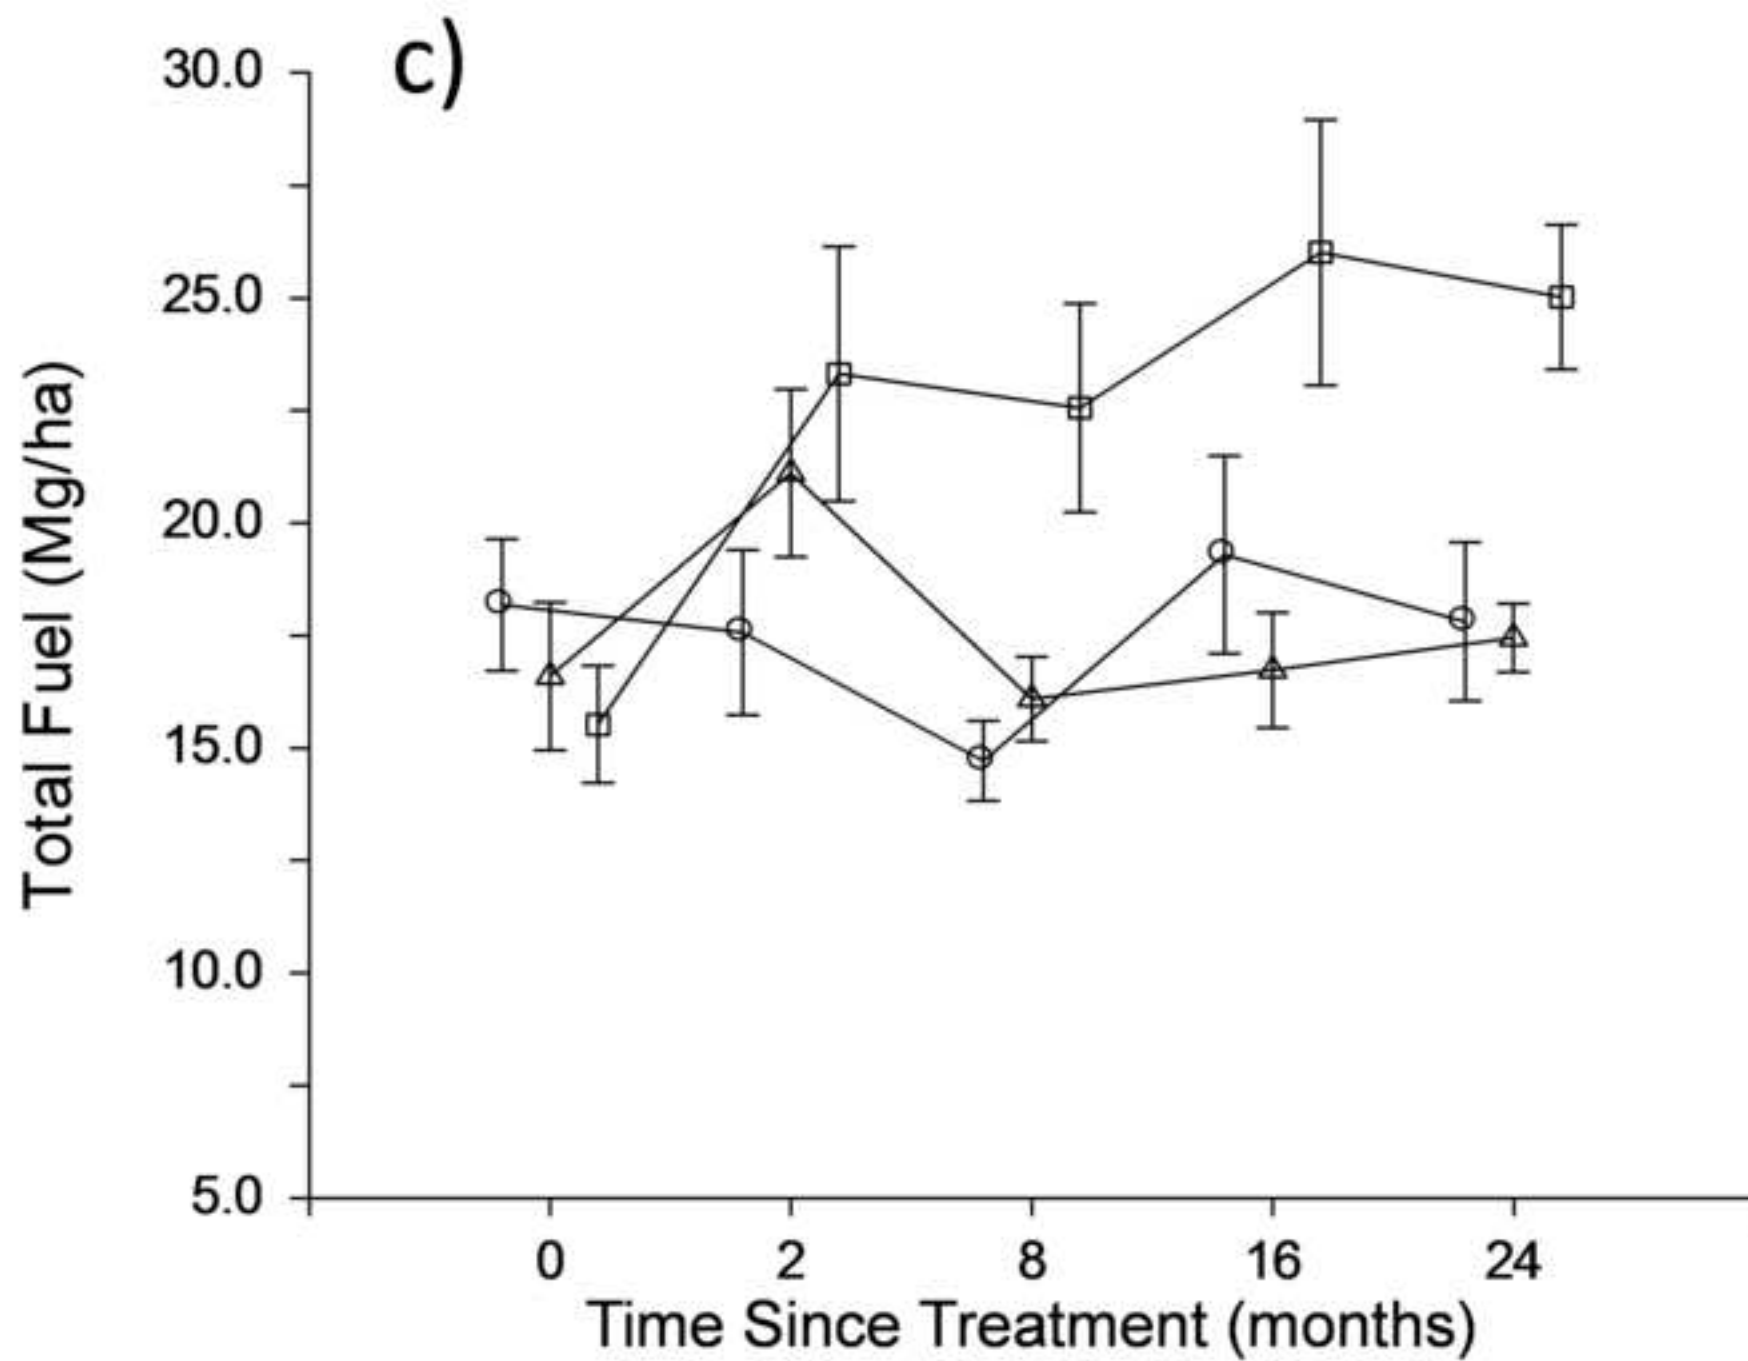 c)
30.0
25.0
20.0
15.0
10.0
5.0
Total Fuel (Mg/ha)
0 2 8 16 24
Time Since Treatment (months)